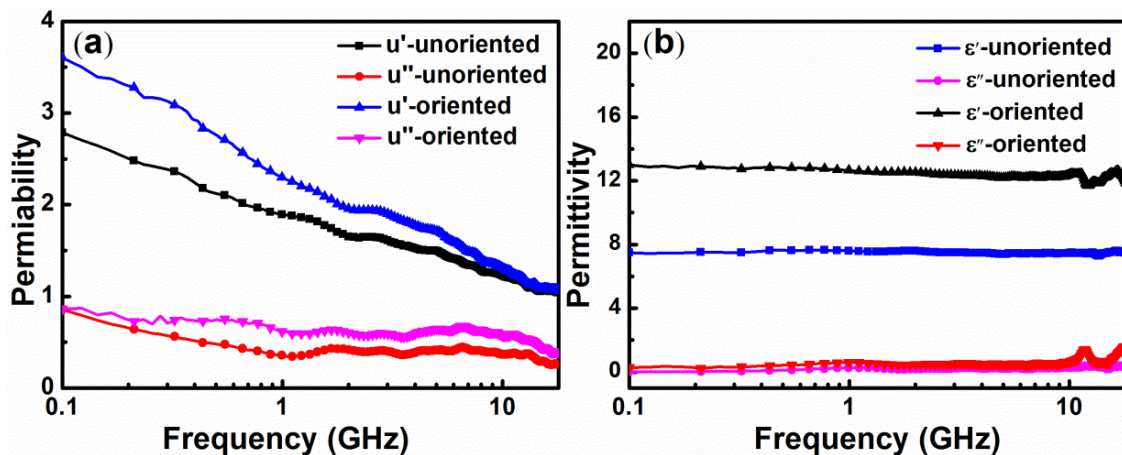 (a)
u'-unoriented
u"-unoriented
u'-oriented
u"-oriented
4
3
2
1
0
Permiability
0.1
1
10
Frequency (GHz)
(b)
ε'-unoriented
ε"-unoriented
ε'-oriented
ε"-oriented
20
16
12
8
4
0
Permittivity
0.1
1
10
Frequency (GHz)